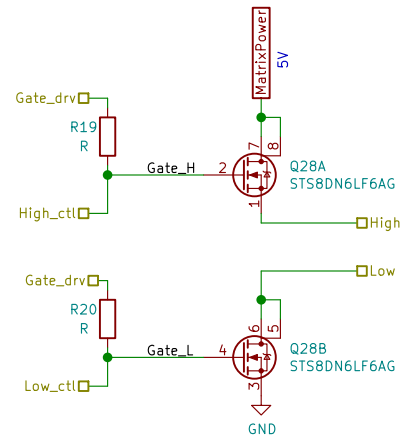 MatrixPower
5V
Gate_drv
R19
R
7
8
Gate_H
2
Q28A
STS8DN6LF6AG
High_ctl
1
High
Low
Gate_drv
R20
R
6
5
Gate_L
4
Q28B
STS8DN6LF6AG
Low_ctl
3
GND